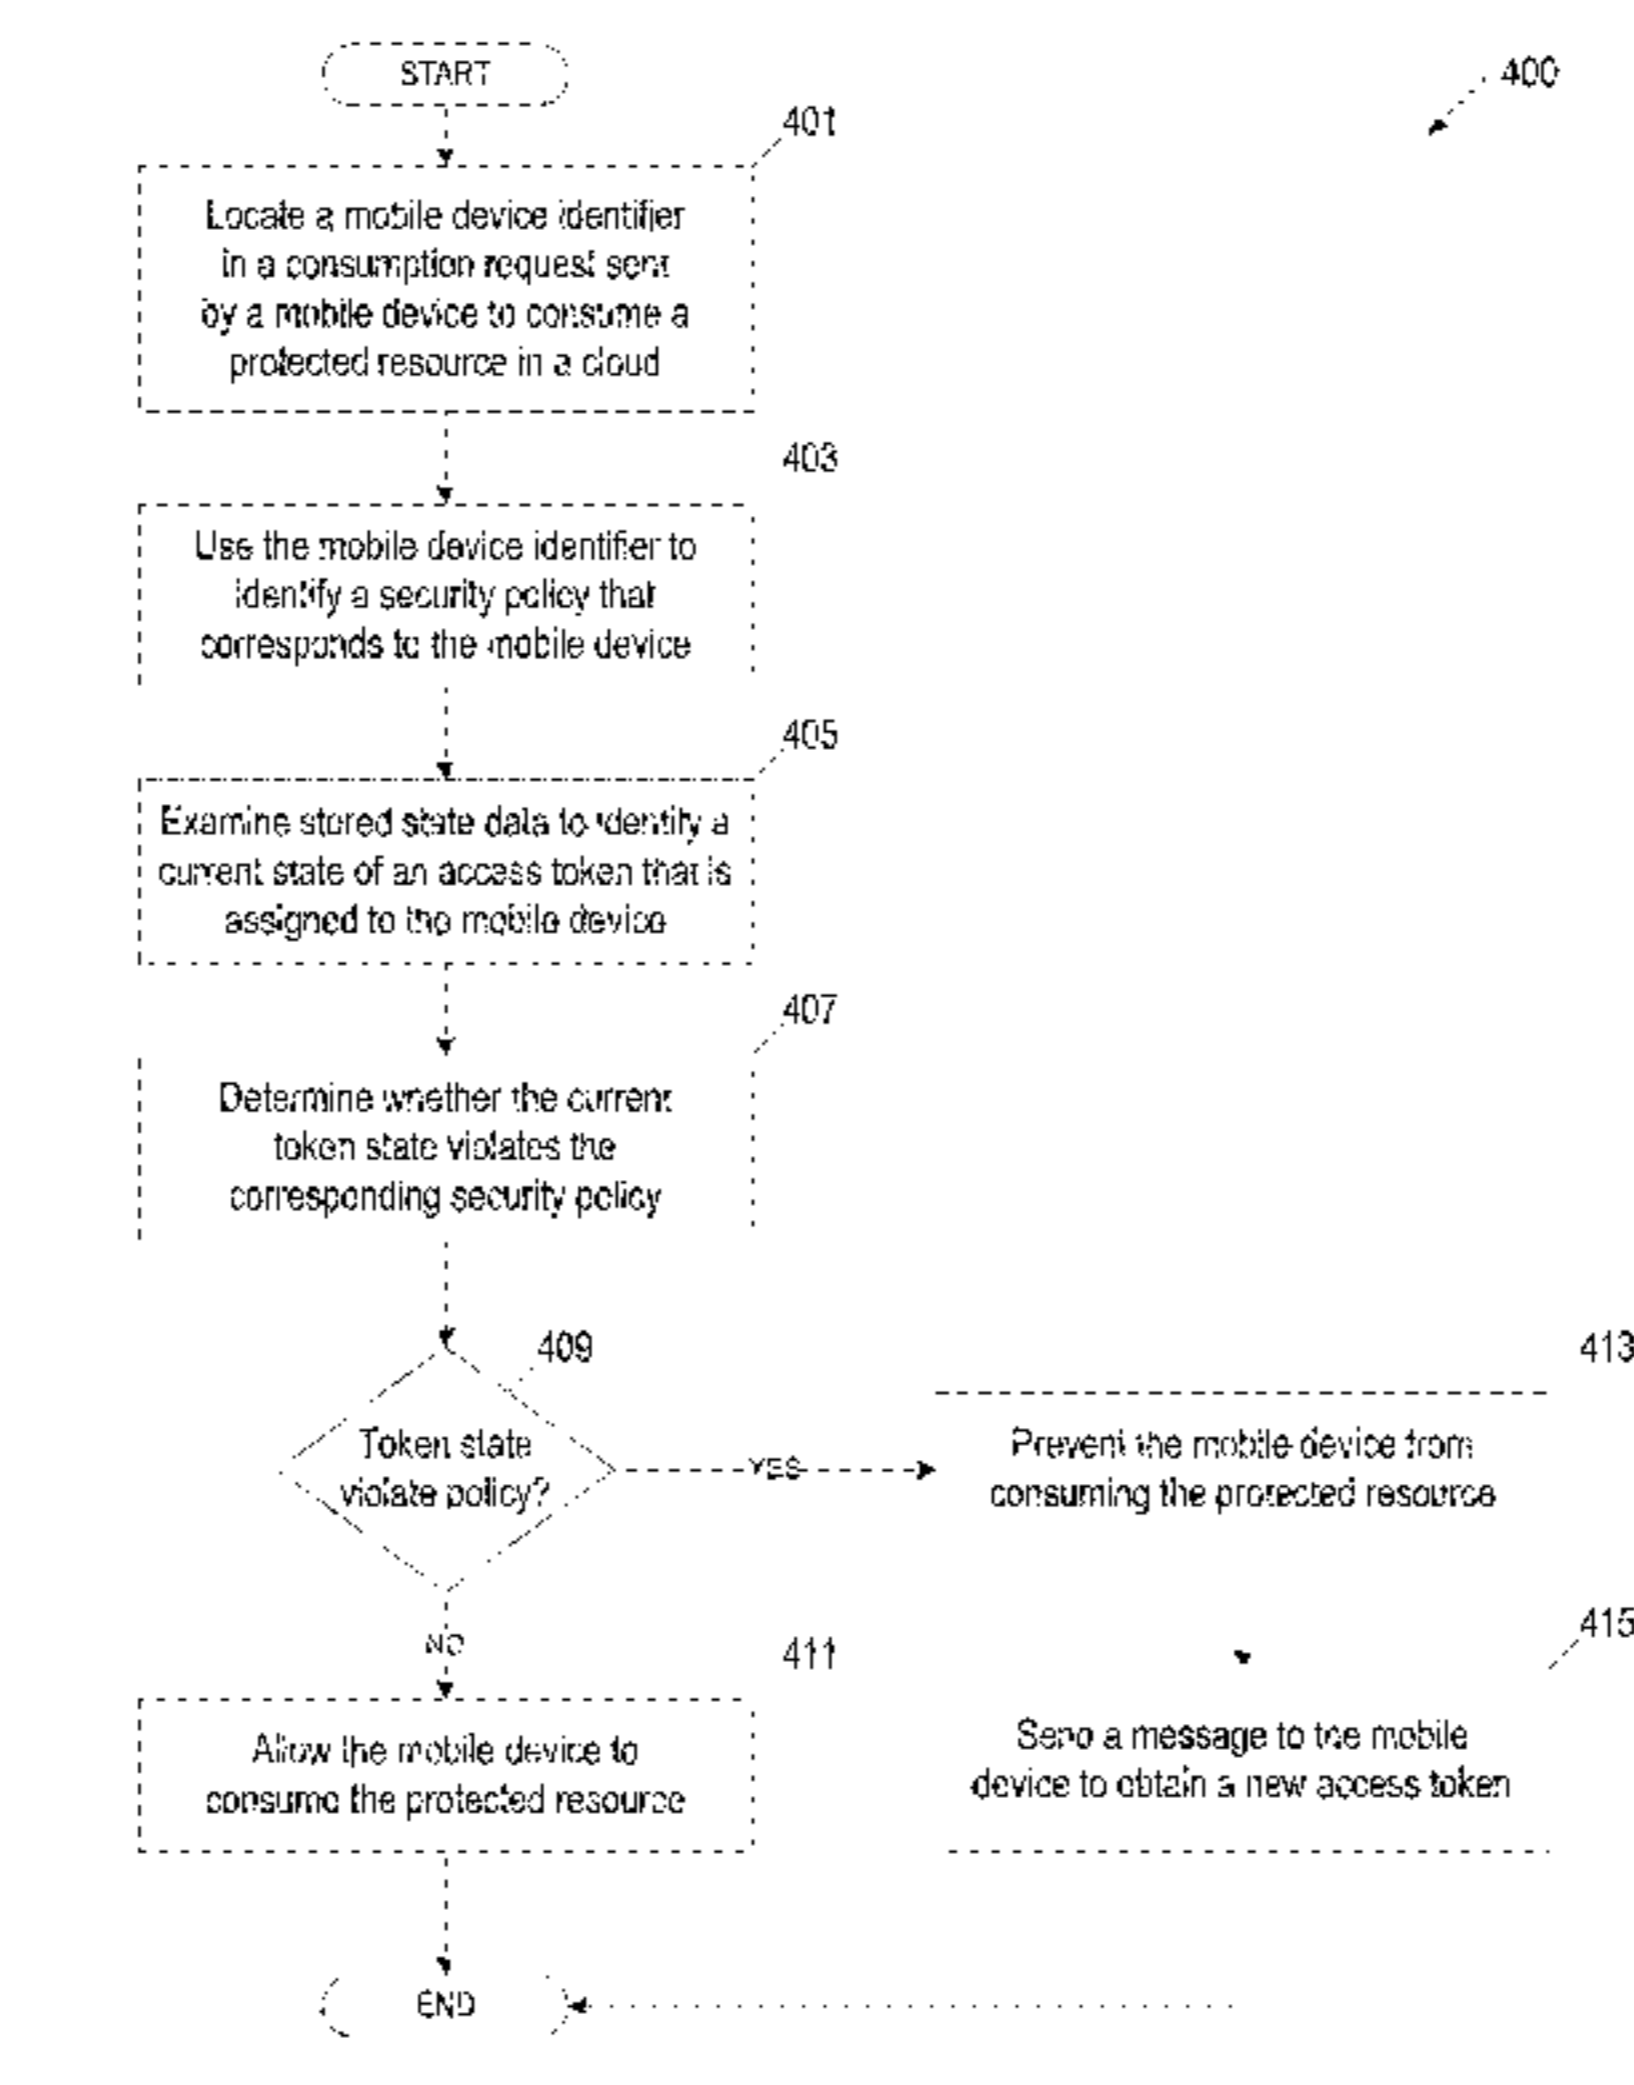 START
400
401
Locate a mobile device identifier
in a consumption request sent
by a mobile device to consume a
protected resource in a cloud
403
Use the mobile device identifier to
identify a security policy that
corresponds to the mobile device
405
Examine stored state data to identify a
current state of an access token that is
assigned to the mobile device
407
Determine whether the current
token state violates the
corresponding security policy
409
Token state
violate policy?
YES
413
Prevent the mobile device from
consuming the protected resource
NO
411
Allow the mobile device to
consume the protected resource
415
Send a message to the mobile
device to obtain a new access token
END